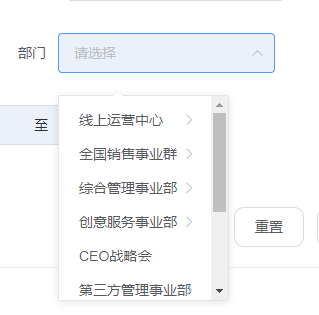 部门
请选择
线上运营中心
至
全国销售事业群
综合管理事业部
创意服务事业部
重置
CEO战略会
第三方管理事业部